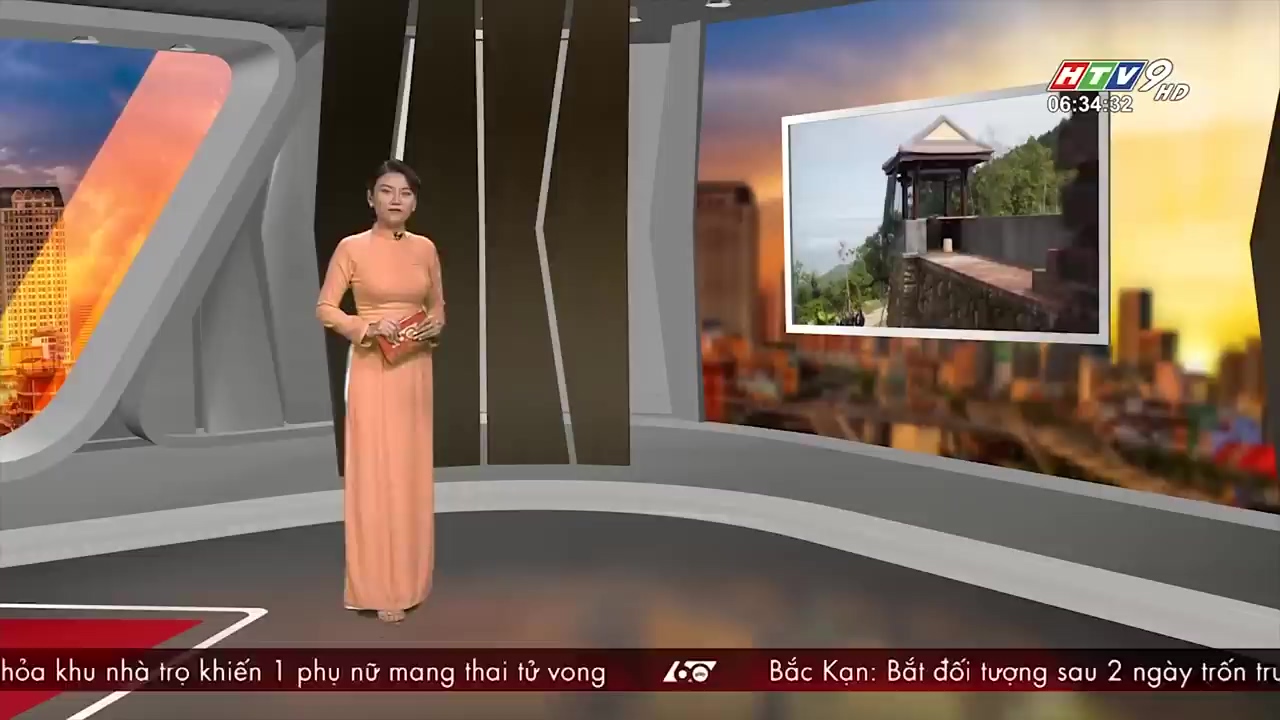 HTV9 HD
06:34:32
hỏa khu nhà trọ khiến 1 phụ nữ mang thai tử vong 60 Bắc Kạn: Bắt đối tượng sau 2 ngày trốn